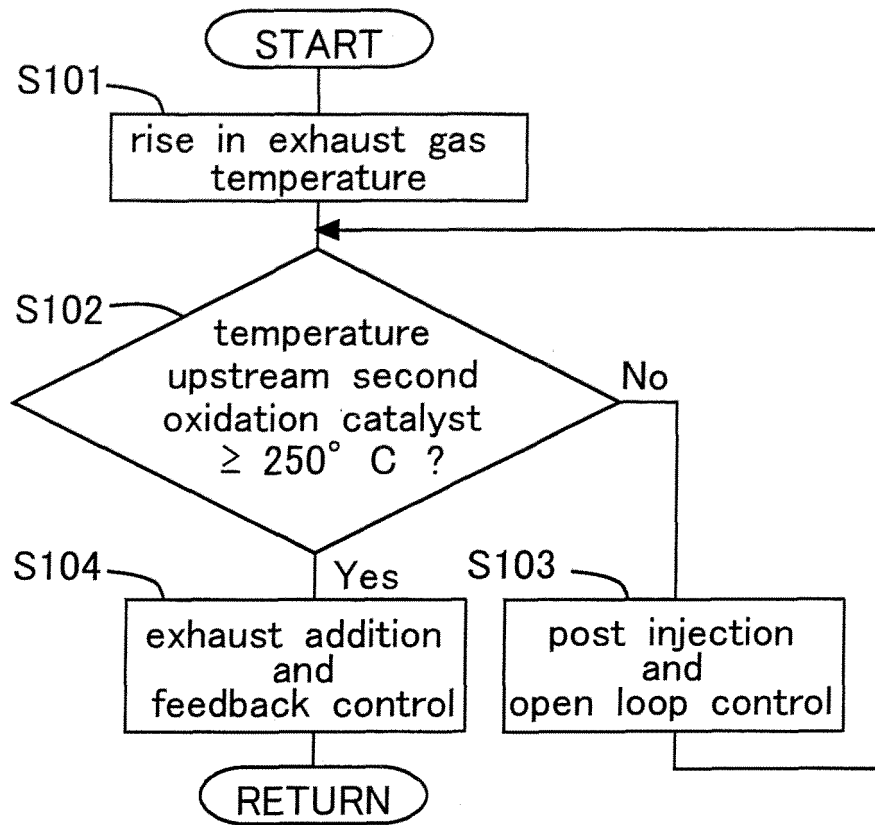 START
S101
rise in exhaust gas
temperature
S102
temperature
upstream second
oxidation catalyst
≥ 250° C ?
No
Yes
S104
exhaust addition
and
feedback control
S103
post injection
and
open loop control
RETURN